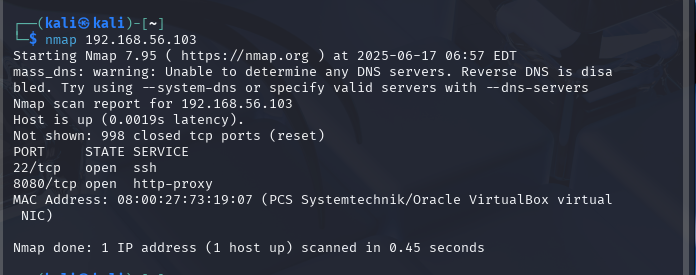 ┌──(kali㉿kali)-[~]
└─$ nmap 192.168.56.103
Starting Nmap 7.95 ( https://nmap.org ) at 2025-06-17 06:57 EDT
mass_dns: warning: Unable to determine any DNS servers. Reverse DNS is disa
bled. Try using --system-dns or specify valid servers with --dns-servers
Nmap scan report for 192.168.56.103
Host is up (0.0019s latency).
Not shown: 998 closed tcp ports (reset)
PORT     STATE SERVICE
22/tcp   open  ssh
8080/tcp open  http-proxy
MAC Address: 08:00:27:73:19:07 (PCS Systemtechnik/Oracle VirtualBox virtual
 NIC)
Nmap done: 1 IP address (1 host up) scanned in 0.45 seconds